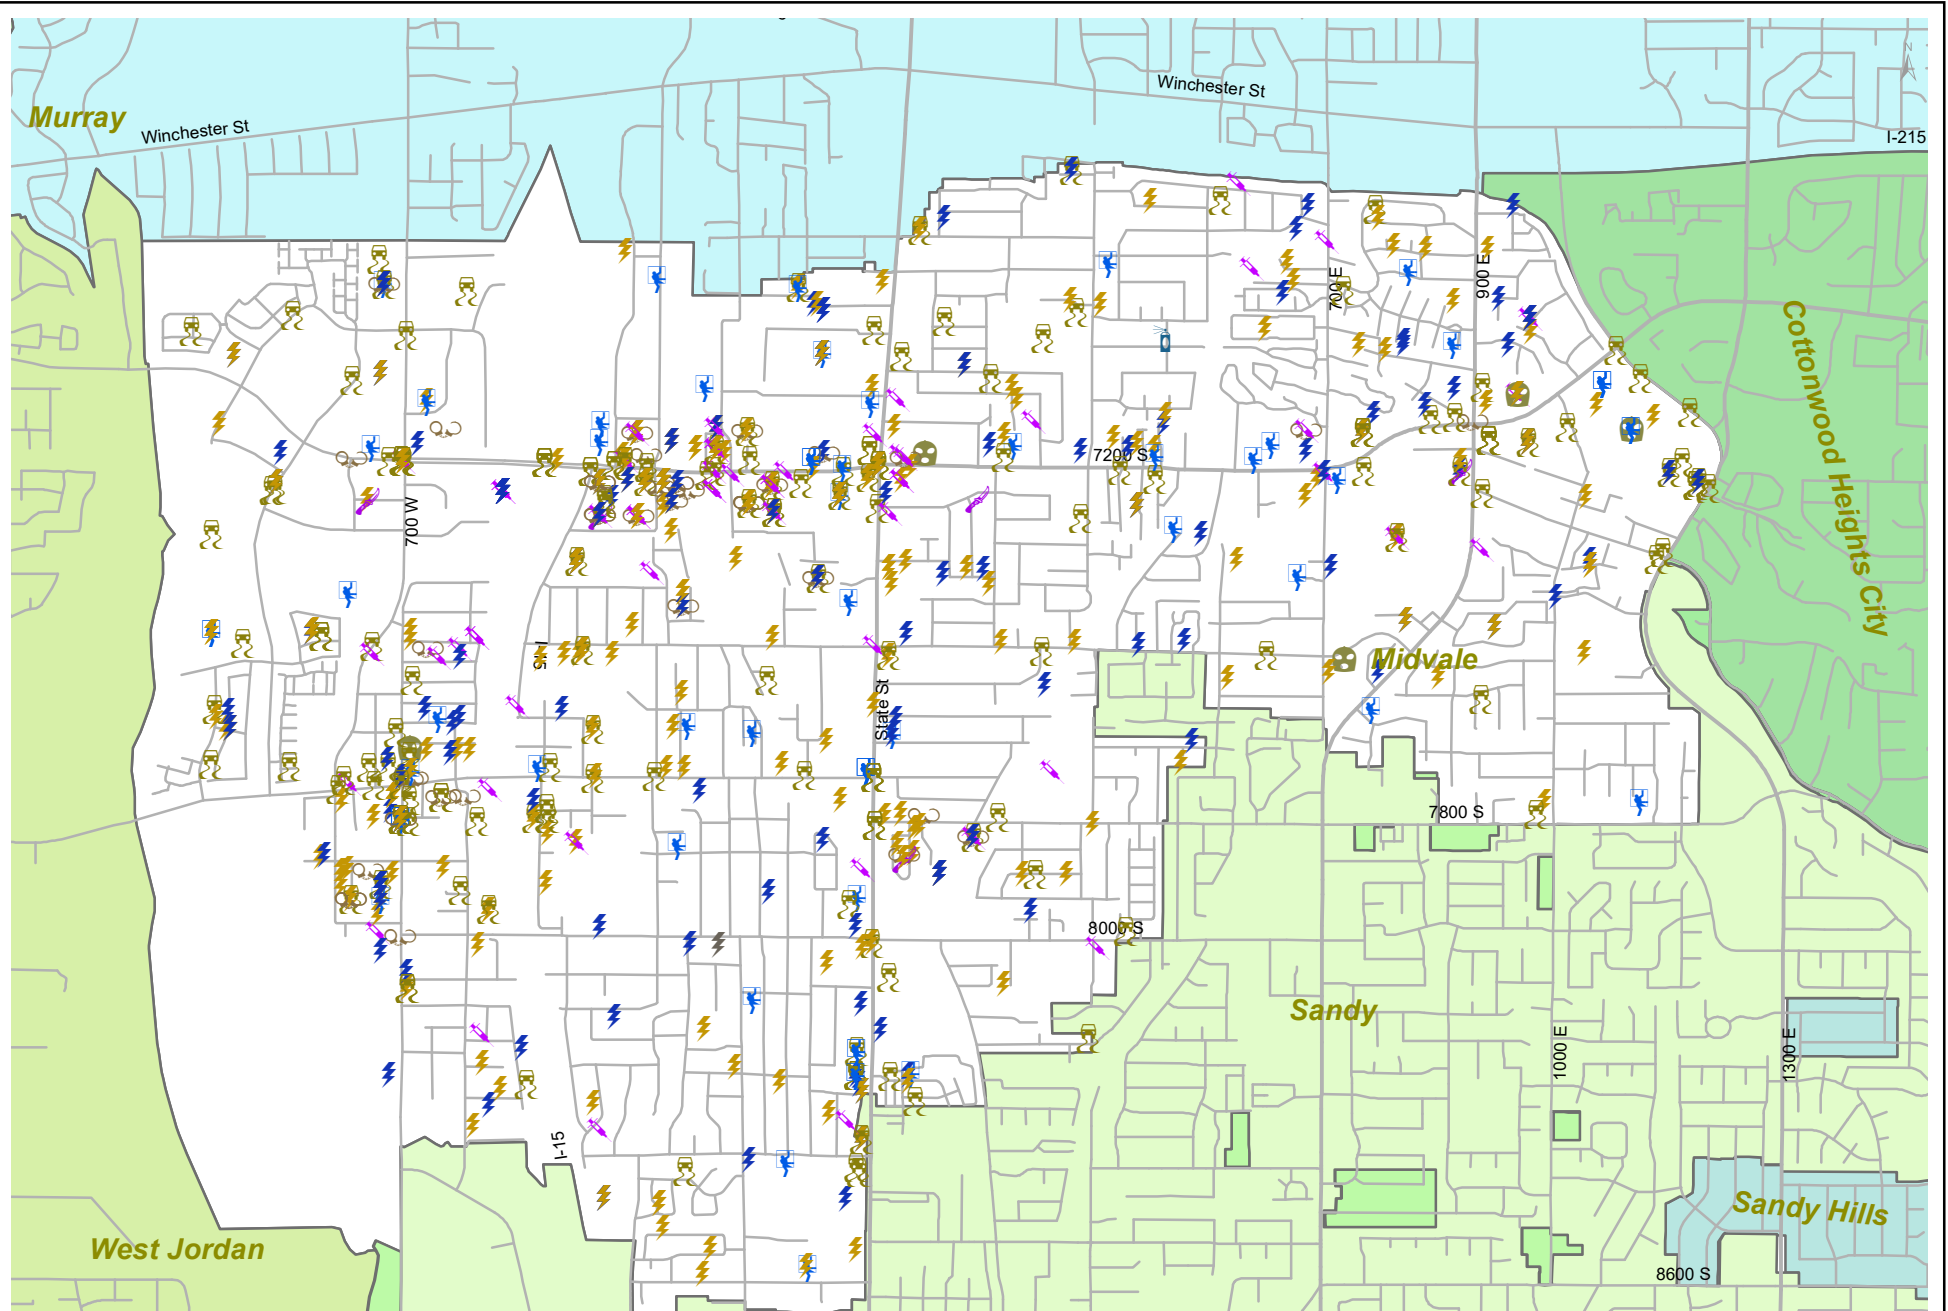 Winchester St
Murray
Winchester St
I-215
N
700 E
900 E
Cottonwood Heights City
7200 S
700 W
I-15
Midvale
State St
7800 S
8000 S
Sandy
1000 E
1300 E
I-15
Sandy Hills
West Jordan
8600 S